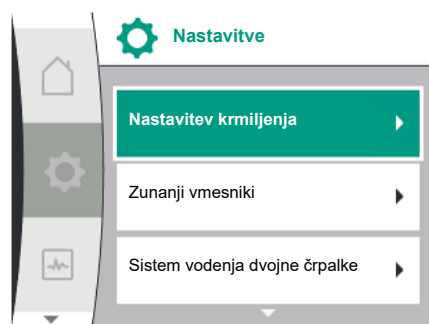 Nastavitve
Nastavitev krmiljenja
Zunanji vmesniki
Sistem vodenja dvojne črpalke